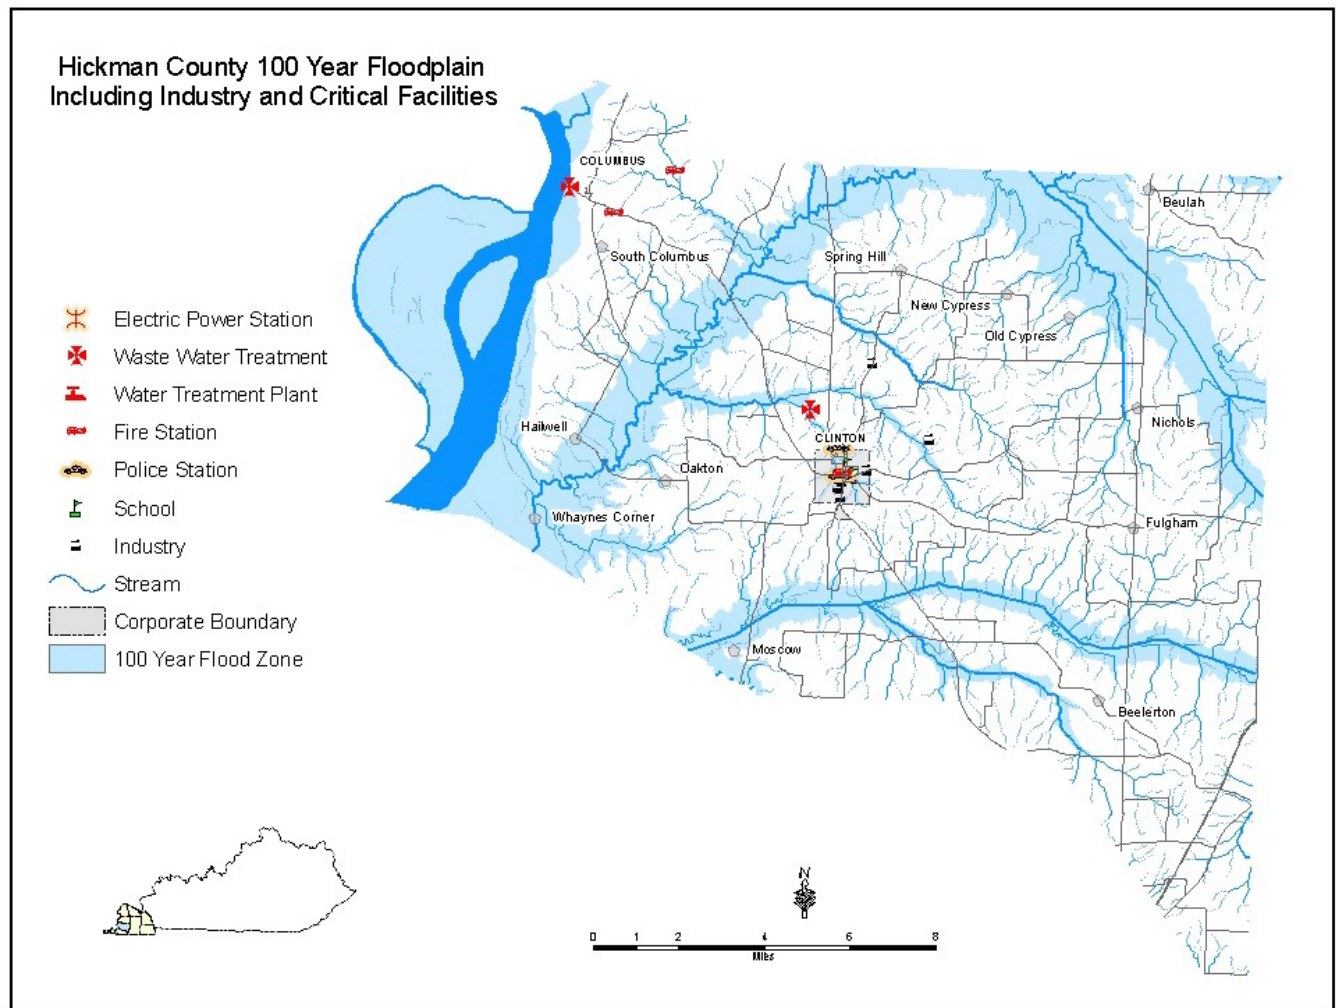 Hickman County 100 Year Floodplain
Including Industry and Critical Facilities
COLUMBUS
Beulah
South Columbus
Spring Hill
New Cypress
Old Cypress
Electric Power Station
Waste Water Treatment
Water Treatment Plant
Fire Station
Police Station
School
Industry
Stream
Corporate Boundary
100 Year Flood Zone
Hailwell
CLINTON
Nichols
Oakton
Whaynes Corner
Fulgham
Moscow
Beelerton
N
0 1 2 4 6 8
Miles